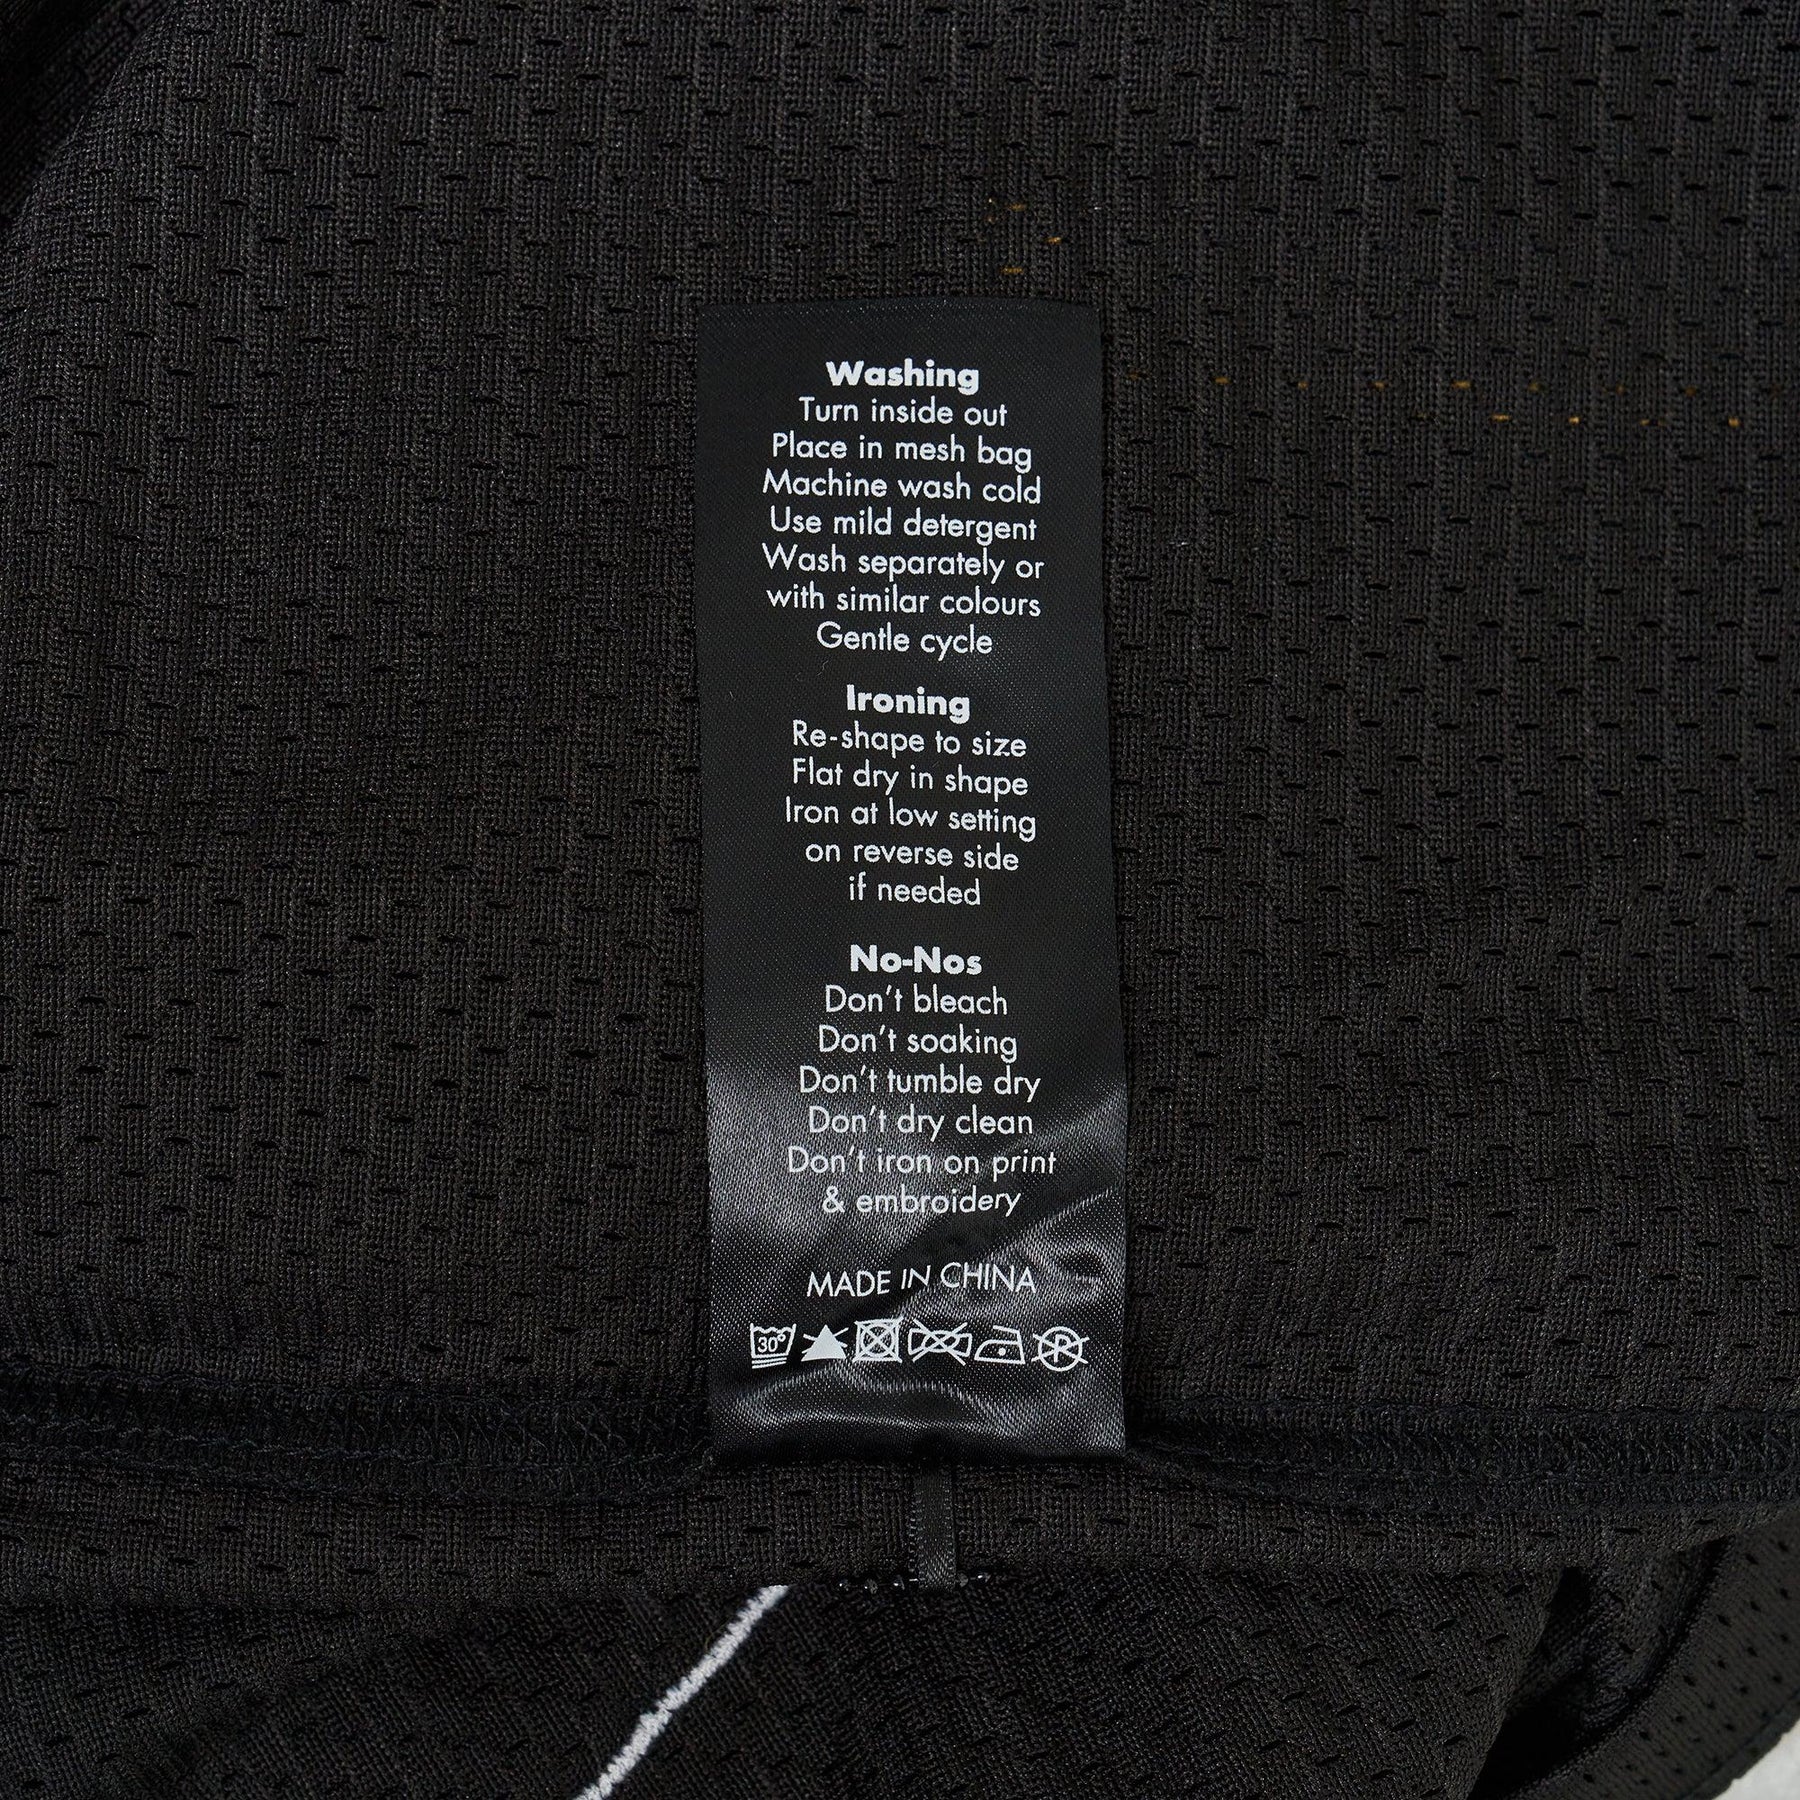 Washing
Turn inside out
Place in mesh bag
Machine wash cold
Use mild detergent
Wash separately or
with similar colours
Gentle cycle
Ironing
Re-shape to size
Flat dry in shape
Iron at low setting
on reverse side
if needed
No-Nos
Don't bleach
Don't soaking
Don't tumble dry
Don't dry clean
Don't iron on print
& embroidery
MADE IN CHINA
30° P